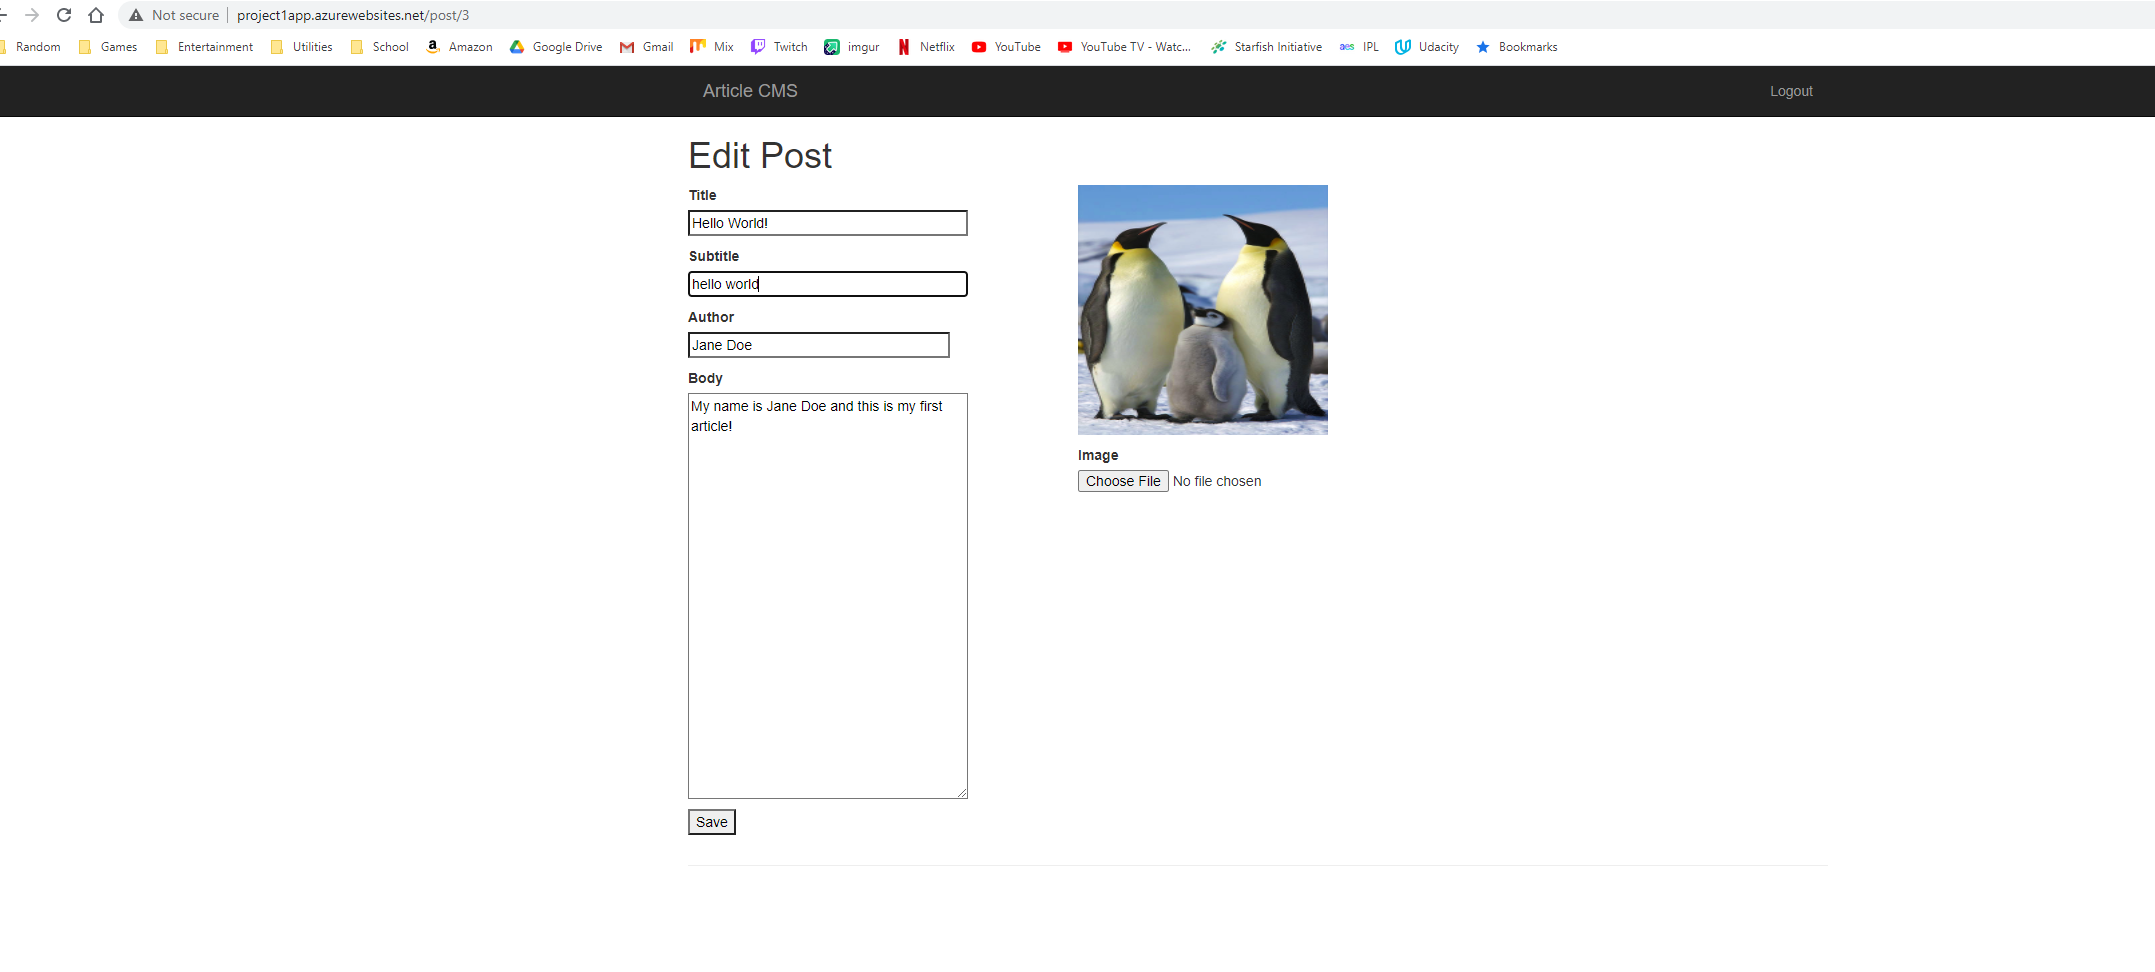 Not secure project1app.azurewebsites.net/post/3
Random Games Entertainment Utilities School Amazon Google Drive Gmail Mix Twitch imgur Netflix YouTube YouTube TV - Watc... Starfish Initiative aes IPL Udacity Bookmarks
Article CMS Logout
Edit Post
Title
Hello World!
Subtitle
hello world
Author
Jane Doe
Body
My name is Jane Doe and this is my first
article!
Image
Choose File No file chosen
Save